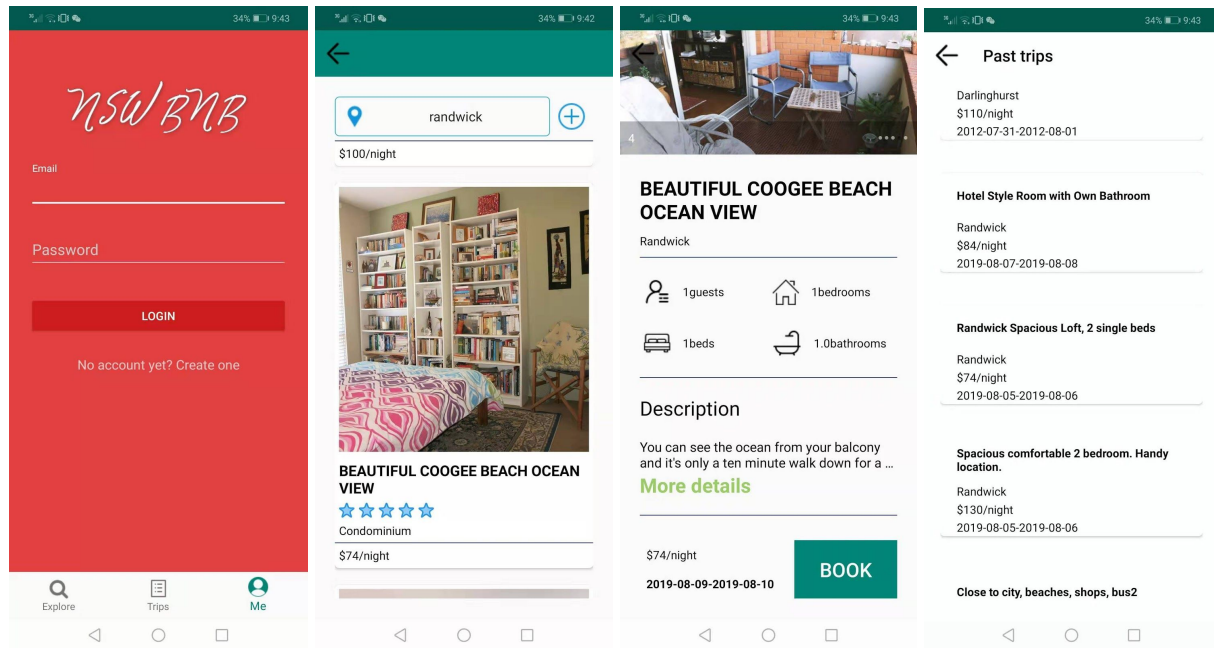 34% 9:43
NSW BNB
Email
Password
LOGIN
No account yet? Create one
Explore
Trips
Me
34% 9:42
randwick
$100/night
BEAUTIFUL COOGEE BEACH OCEAN
VIEW
Condominium
$74/night
34% 9:43
4
BEAUTIFUL COOGEE BEACH
OCEAN VIEW
Randwick
1guests
1bedrooms
1beds
1.0bathrooms
Description
You can see the ocean from your balcony
and it's only a ten minute walk down for a ...
More details
$74/night
2019-08-09-2019-08-10
BOOK
34% 9:43
Past trips
Darlinghurst
$110/night
2012-07-31-2012-08-01
Hotel Style Room with Own Bathroom
Randwick
$84/night
2019-08-07-2019-08-08
Randwick Spacious Loft, 2 single beds
Randwick
$74/night
2019-08-05-2019-08-06
Spacious comfortable 2 bedroom. Handy
location.
Randwick
$130/night
2019-08-05-2019-08-06
Close to city, beaches, shops, bus2